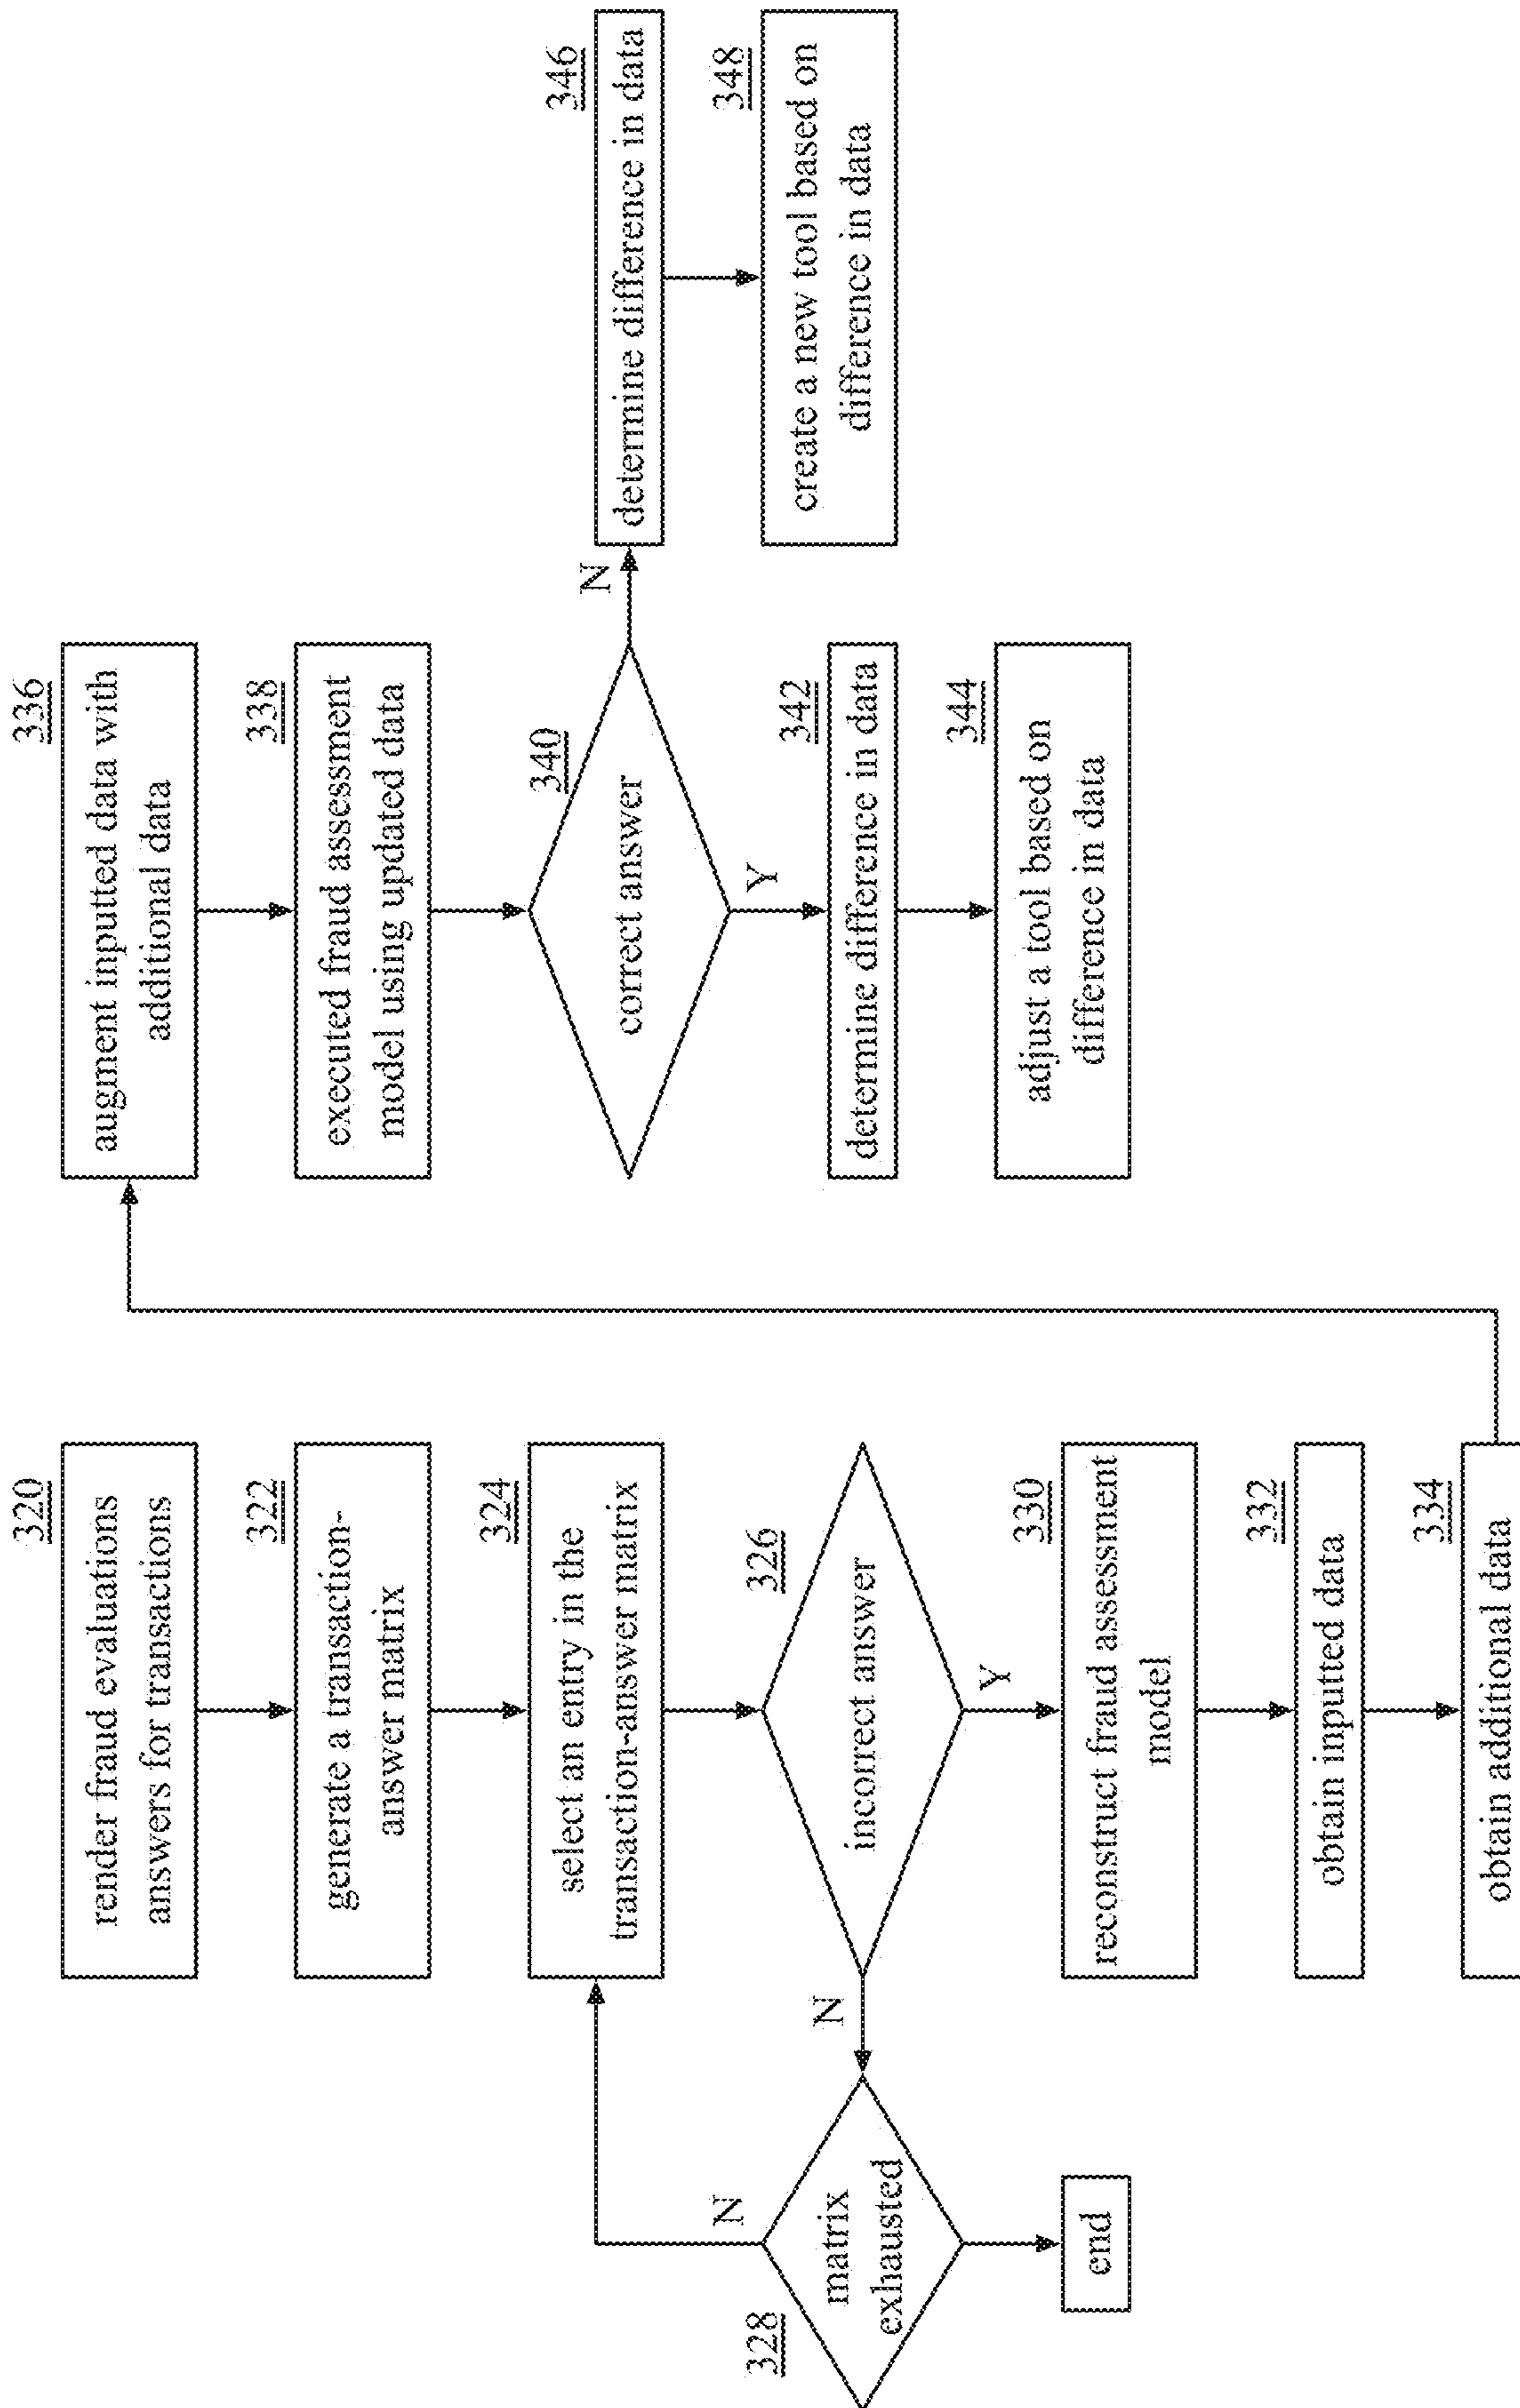 320
render fraud evaluations
answers for transactions
322
generate a transaction-
answer matrix
324
select an entry in the
transaction-answer matrix
326
incorrect answer
N
Y
328
matrix
exhausted
N
end
330
reconstruct fraud assessment
model
332
obtain inputted data
334
obtain additional data
336
augment inputed data with
additional data
338
executed fraud assessment
model using updated data
340
correct answer
N
Y
342
determine difference in data
344
adjust a tool based on
difference in data
346
determine difference in data
348
create a new tool based on
difference in data